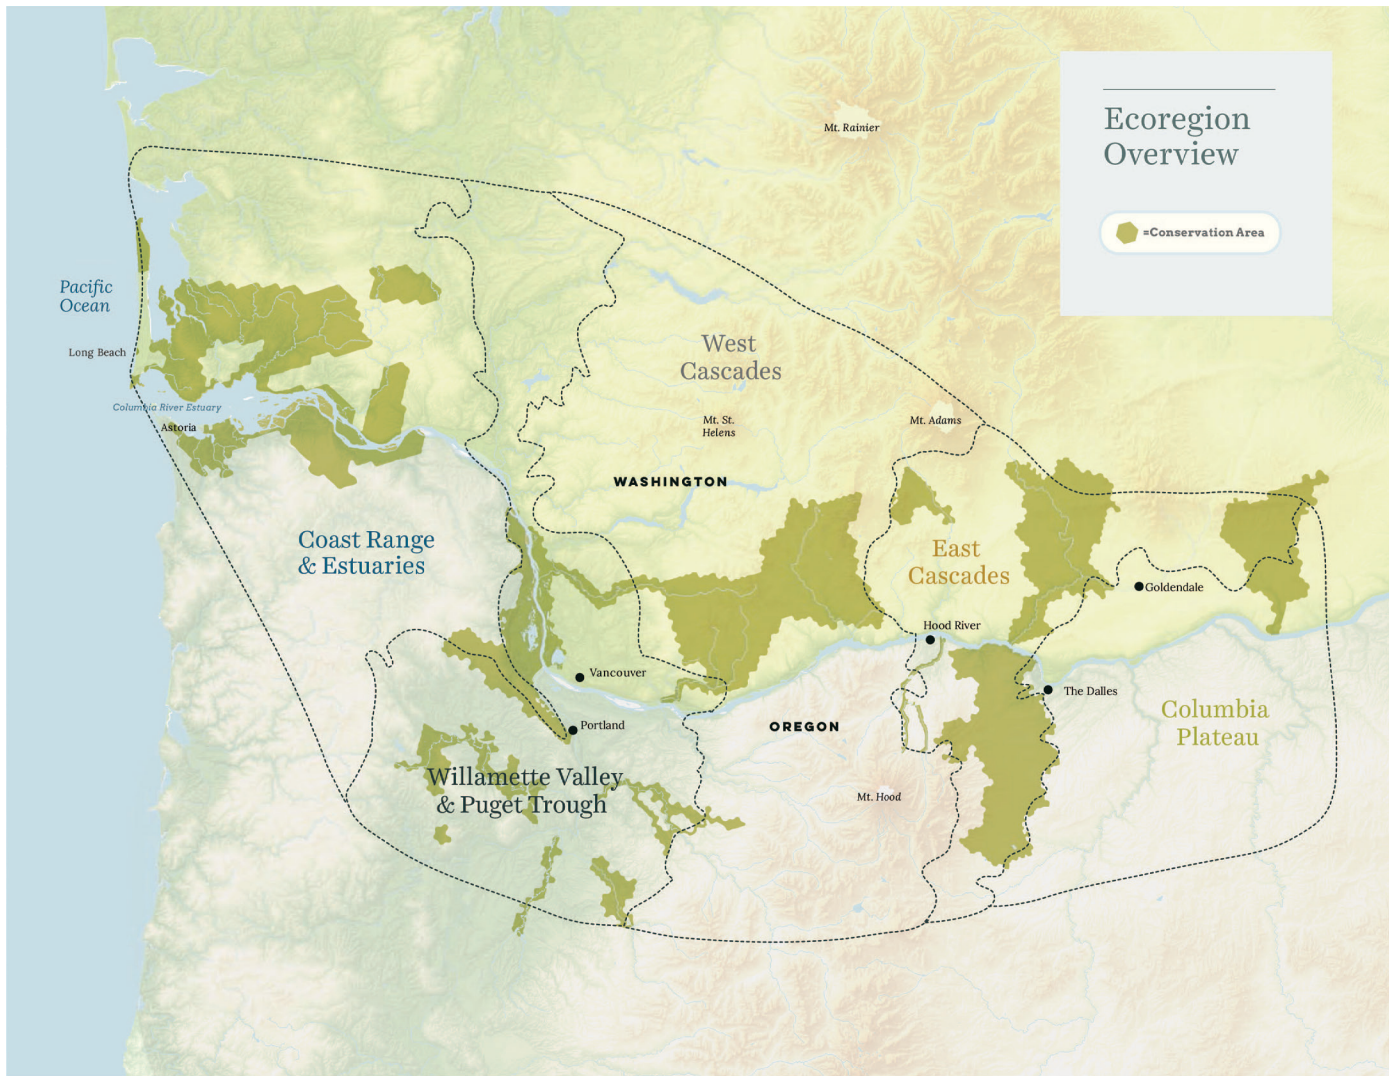 Ecoregion
Overview
=Conservation Area
Mt. Rainier
Pacific
Ocean
Long Beach
Columbia River Estuary
Astoria
West
Cascades
Mt. St.
Helens
Mt. Adams
WASHINGTON
Coast Range
& Estuaries
East
Cascades
Goldendale
Hood River
Vancouver
The Dalles
Portland
OREGON
Columbia
Plateau
Willamette Valley
& Puget Trough
Mt. Hood